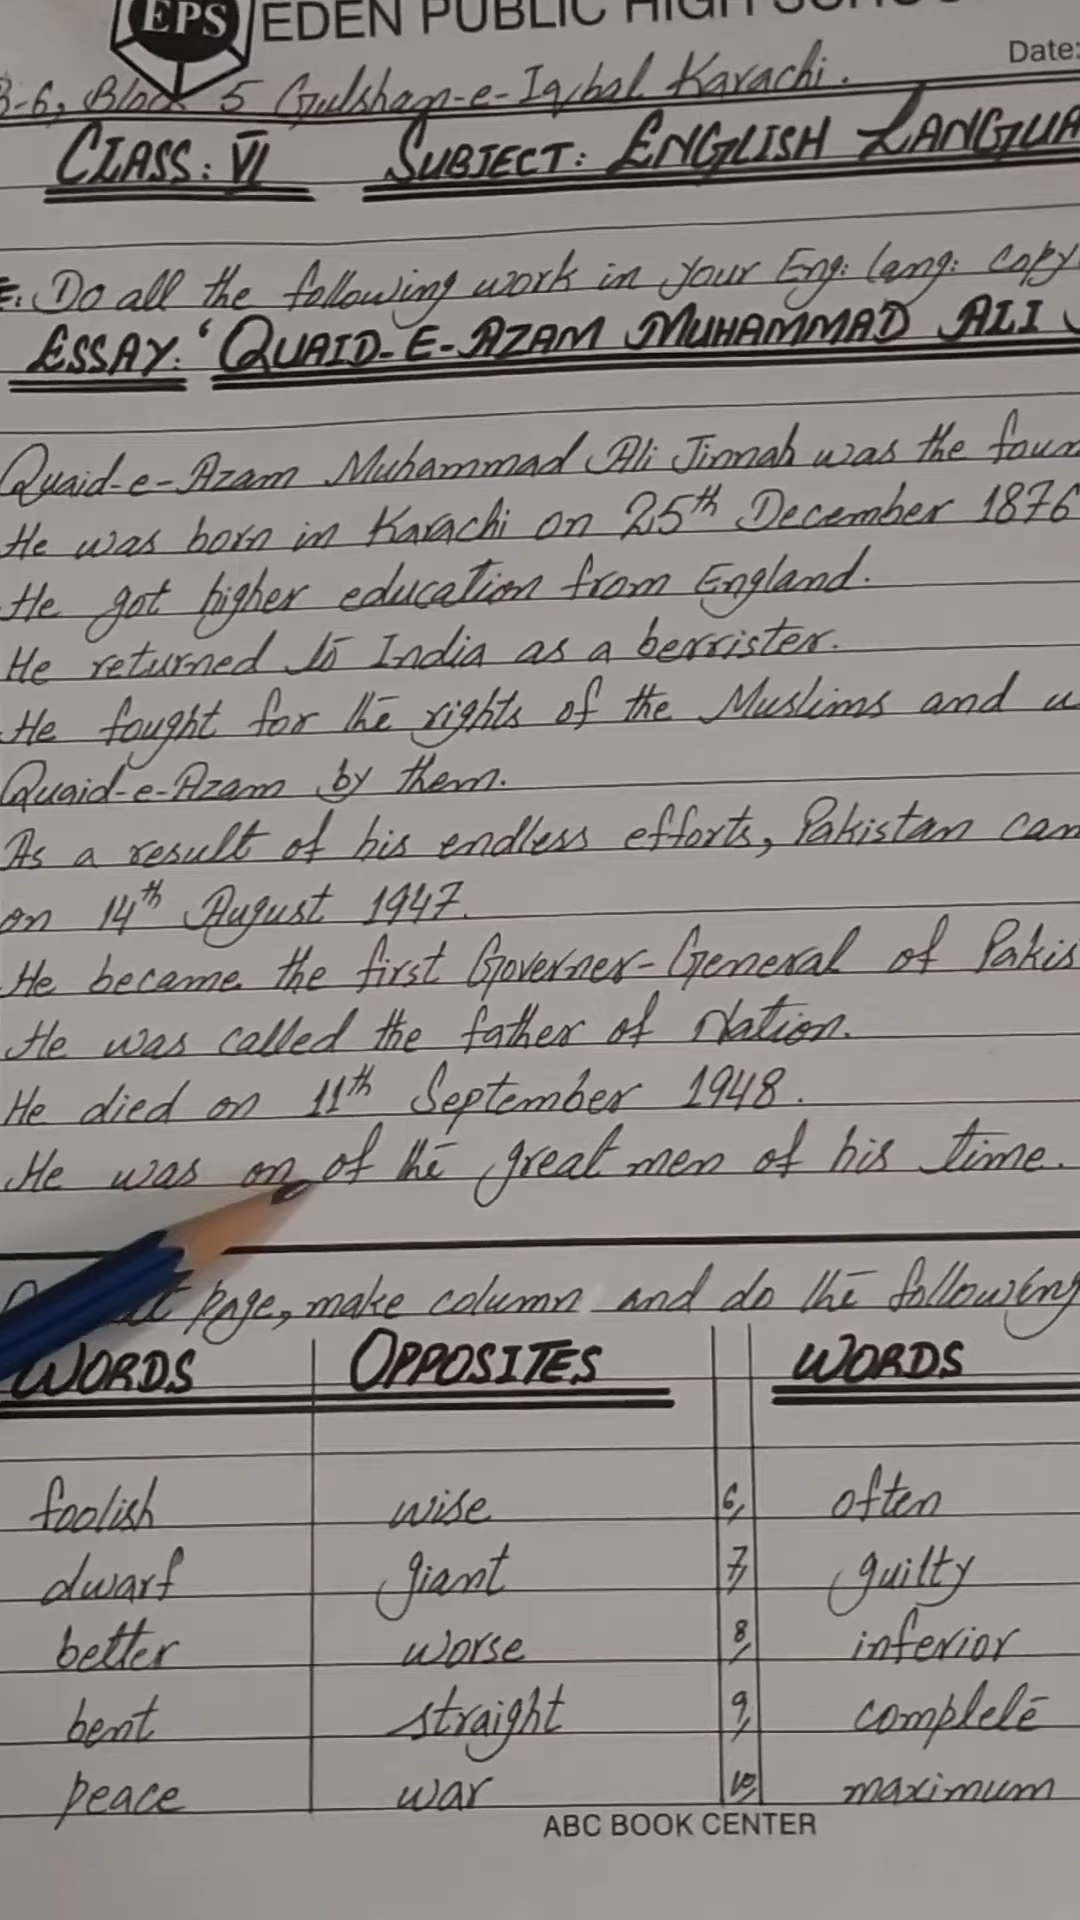 EPS EDEN PUBLIC HIGH
Date:
B-6, Block 5 Gulshan-e-Iqbal Karachi.
CLASS: VI SUBJECT: ENGLISH LANGUA
E: Do all the following work in your Eng: lang: copy.
ESSAY: 'QUAID-E-AZAM MUHAMMAD ALI
Quaid-e-Azam Muhammad Ali Jinnah was the foun
He was born in Karachi on 25th December 1876
He got higher education from England.
He returned to India as a berrister.
He fought for the rights of the Muslims and
Quaid-e-Azam by them.
As a result of his endless efforts, Pakistan cam
on 14th August 1947.
He became the first Governer-General of Pakis
He was called the father of Nation.
He died on 11th September 1948.
He was on of the great men of his time.
page, make column and do the following
WORDS OPPOSITES WORDS
foolish wise 6, often
dwarf giant 7, guilty
better worse 8, inferior
bent straight 9, complete
peace war 10, maximum
ABC BOOK CENTER